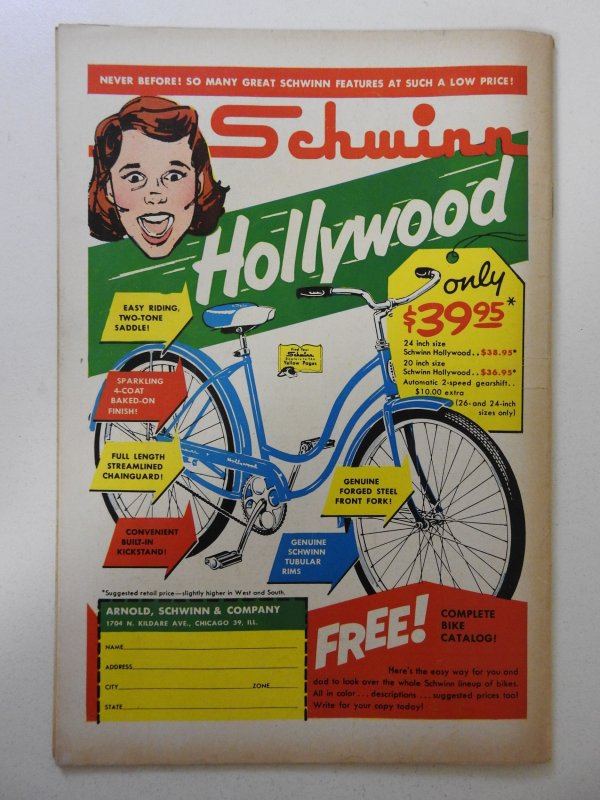 NEVER BEFORE! SO MANY GREAT SCHWINN FEATURES AT SUCH A LOW PRICE!
Schwinn
Hollywood
only
$39.95*
24 inch size
Schwinn Hollywood..$38.95*
20 inch size
Schwinn Hollywood..$36.95*
Automatic 2-speed gearshift..
$10.00 extra
(26-and 24-inch
sizes only)
EASY RIDING,
TWO-TONE
SADDLE!
Find Your
Schwinn
Yellow Pages
SPARKLING
4-COAT
BAKED-ON
FINISH!
FULL LENGTH
STREAMLINED
CHAINGUARD!
Hollywood
GENUINE
FORGED STEEL
FRONT FORK!
CONVENIENT
BUILT-IN
KICKSTAND!
GENUINE
SCHWINN
TUBULAR
RIMS
*Suggested retail price—slightly higher in West and South.
ARNOLD, SCHWINN & COMPANY
1704 N. KILDARE AVE., CHICAGO 39, ILL.
NAME
ADDRESS
CITY ZONE
STATE
FREE!
COMPLETE
BIKE
CATALOG!
Here's the easy way for you and
dad to look over the whole Schwinn lineup of bikes.
All in color... descriptions ... suggested prices too!
Write for your copy today!